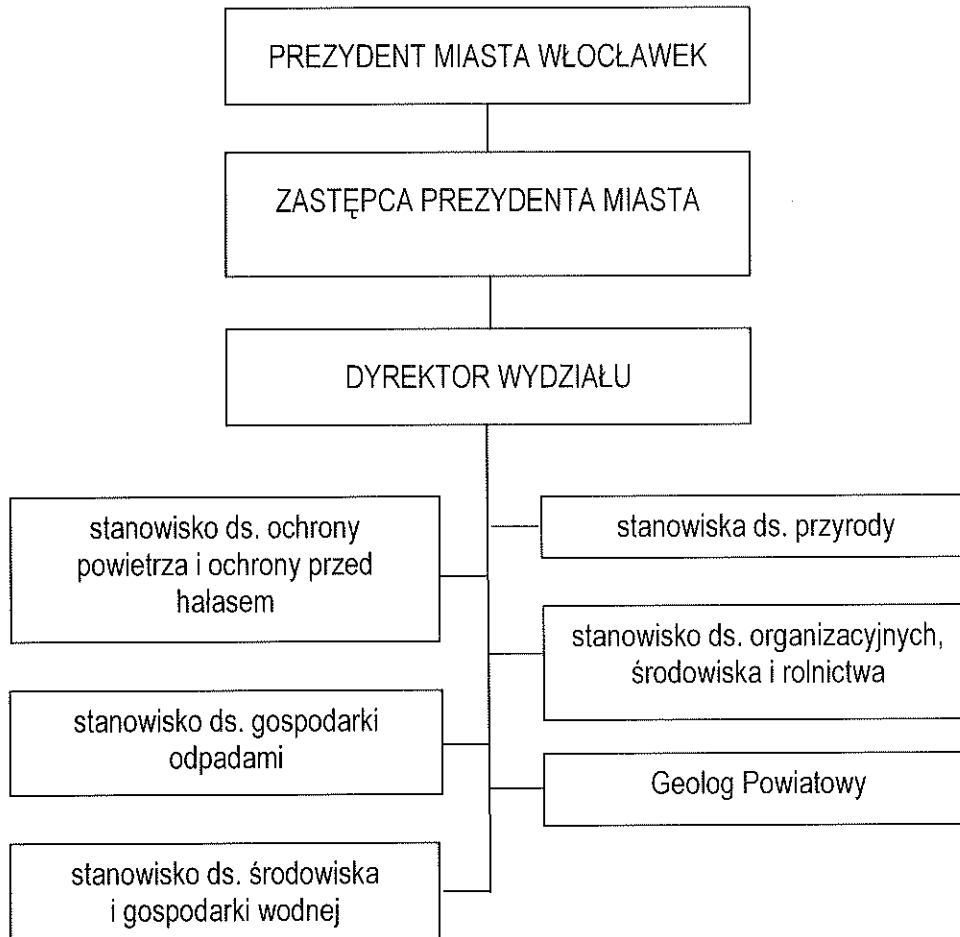 PREZYDENT MIASTA WŁOCŁAWEK
ZASTĘPCA PREZYDENTA MIASTA
DYREKTOR WYDZIAŁU
stanowisko ds. ochrony
powietrza i ochrony przed
hałasem
stanowiska ds. przyrody
stanowisko ds. organizacyjnych,
środowiska i rolnictwa
stanowisko ds. gospodarki
odpadami
Geolog Powiatowy
stanowisko ds. środowiska
i gospodarki wodnej